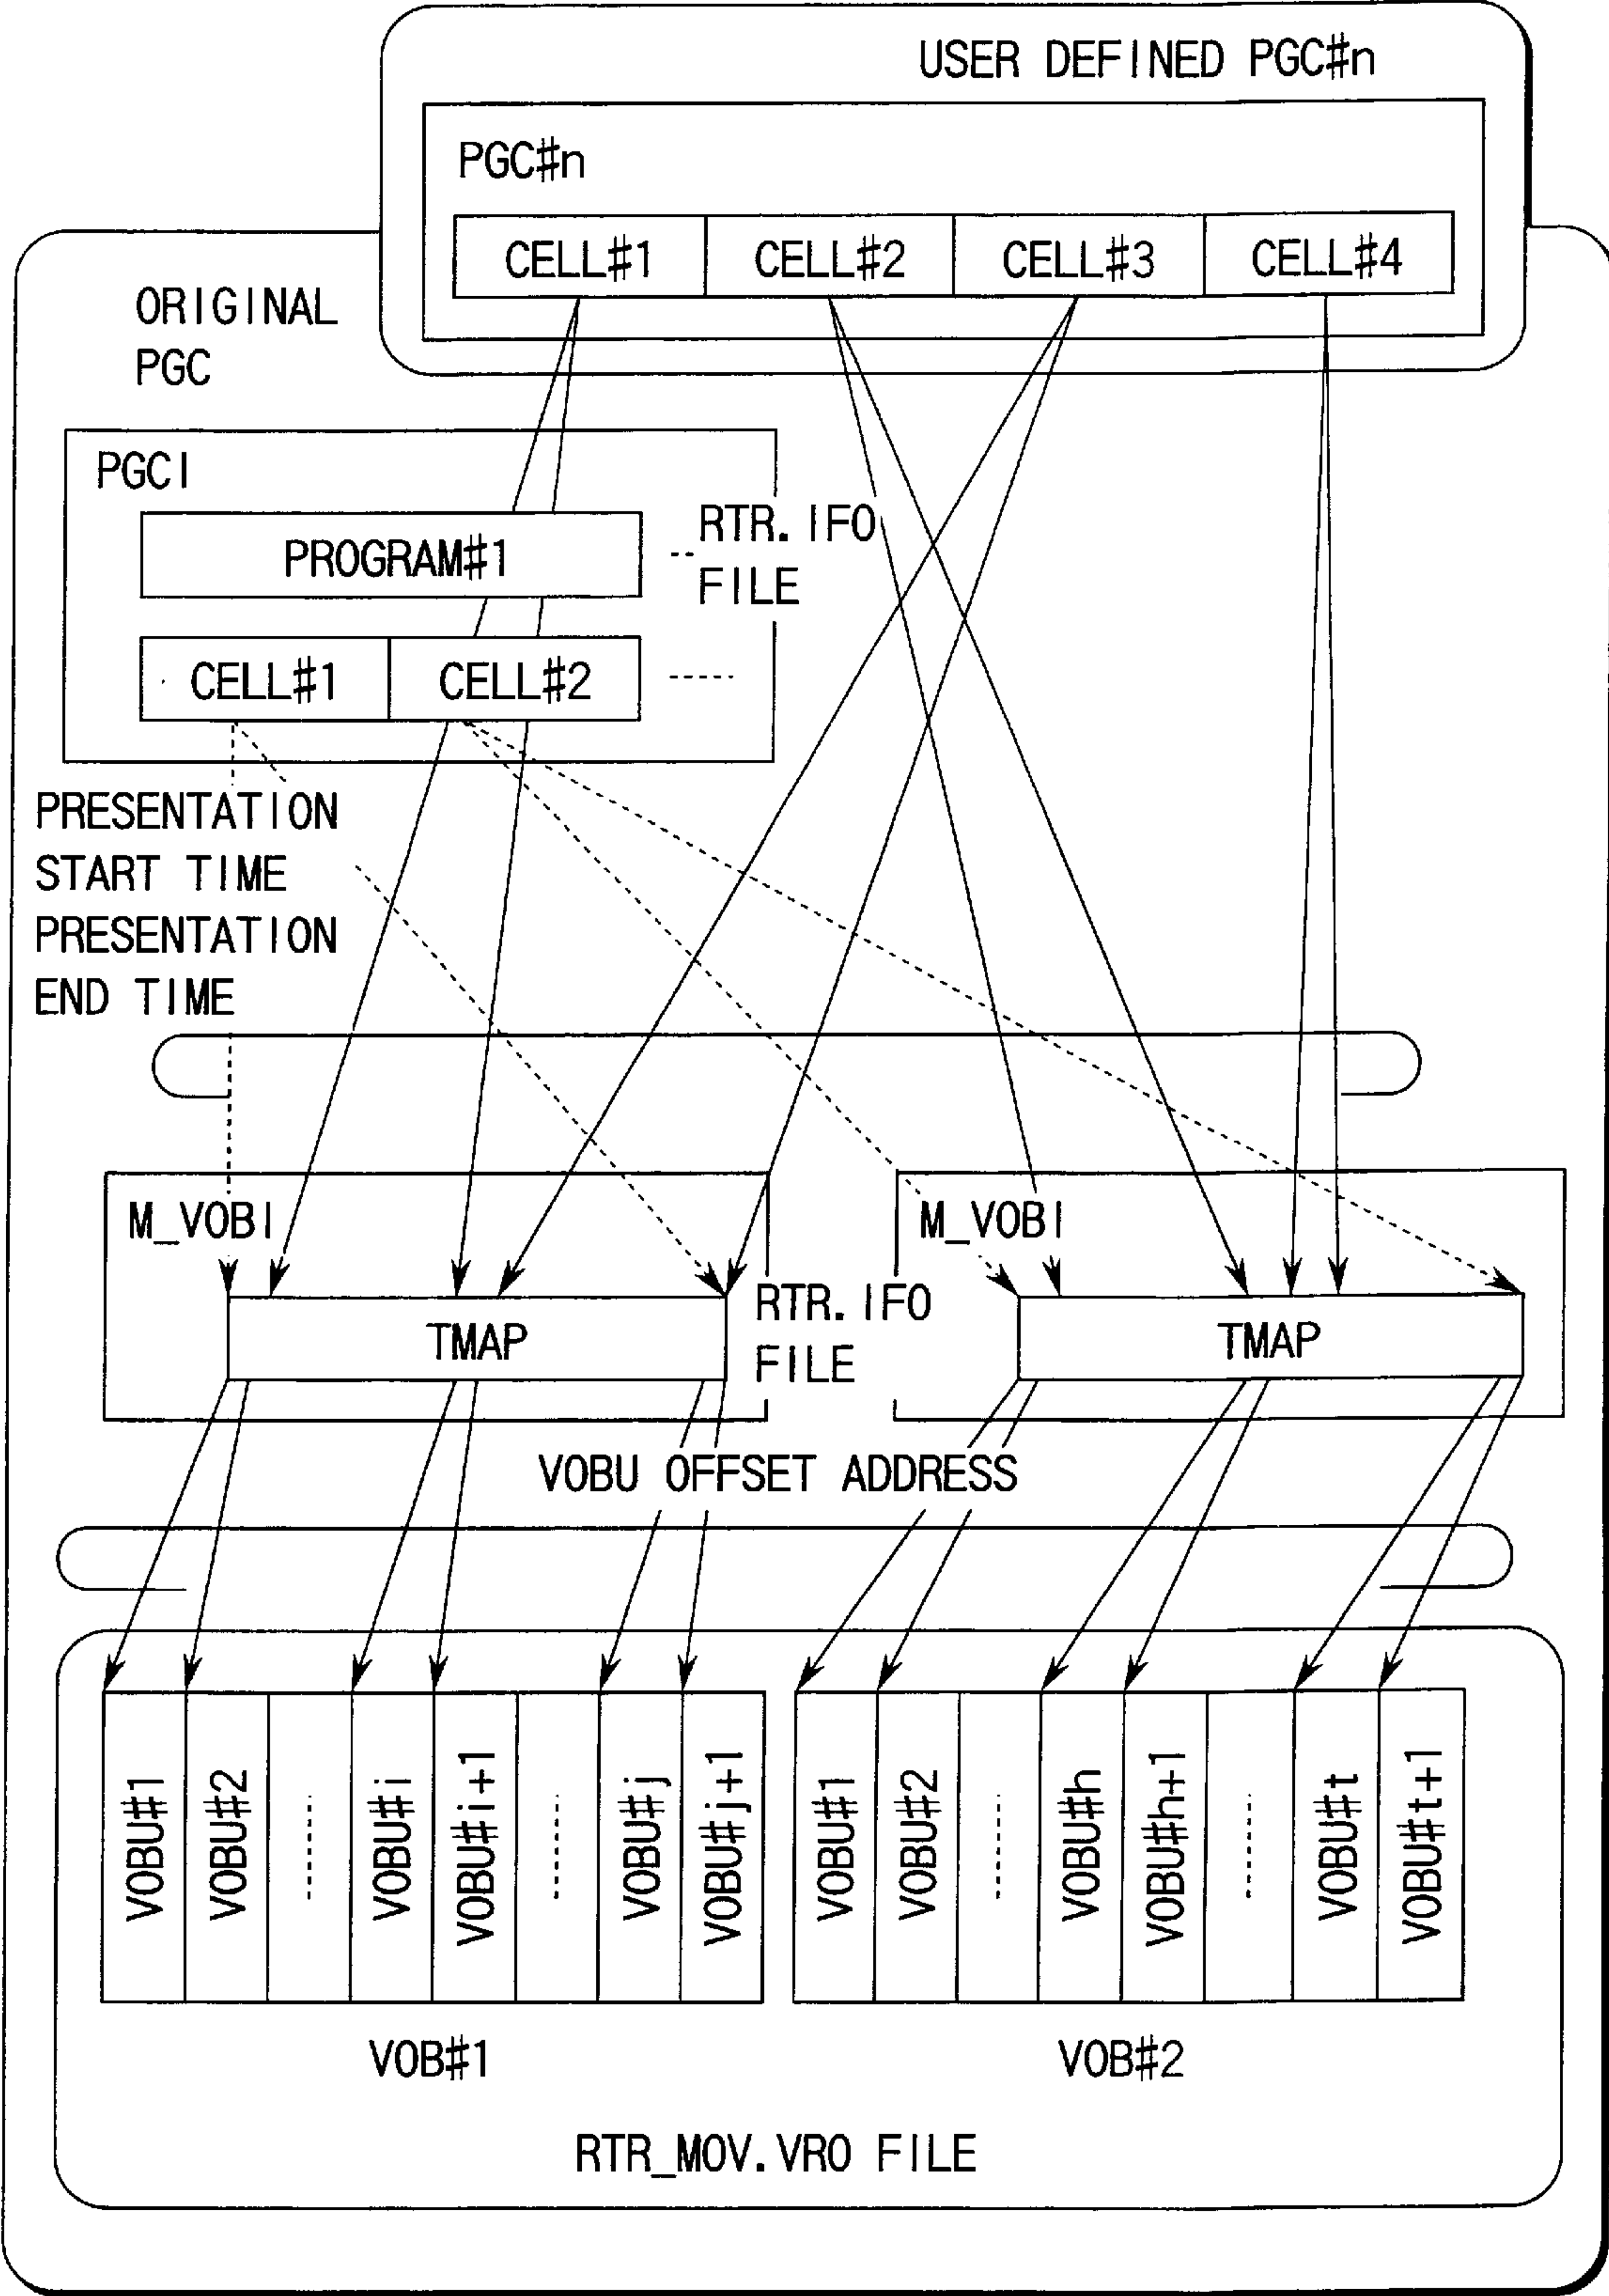 USER DEFINED PGC#n
PGC#n
CELL#1 CELL#2 CELL#3 CELL#4
ORIGINAL
PGC
PGCI
PROGRAM#1
RTR.IFO
FILE
CELL#1 CELL#2
PRESENTATION
START TIME
PRESENTATION
END TIME
M_VOBI
M_VOBI
TMAP
RTR.IFO
FILE
TMAP
VOBU OFFSET ADDRESS
VOBU#1
VOBU#2
VOBU#i
VOBU#i+1
VOBU#j
VOBU#j+1
VOBU#1
VOBU#2
VOBU#h
VOBU#h+1
VOBU#t
VOBU#t+1
VOB#1
VOB#2
RTR_MOV.VRO FILE